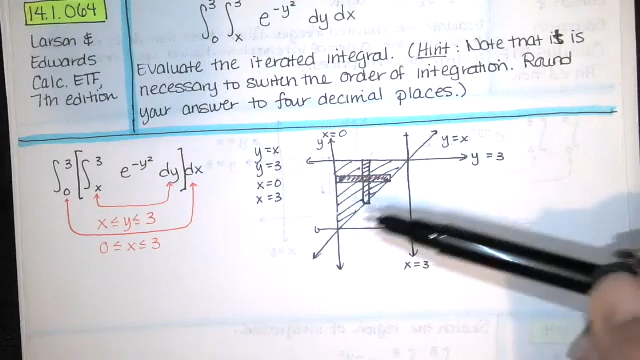 14.1.064
Larson &
Edwards
Calc. ETF,
7th edition
∫₀³ ∫ₓ³ e^(-y²) dy dx
Evaluate the iterated integral. (Hint: Note that it is
necessary to switch the order of integration. Round
your answer to four decimal places.)
∫₀³ [∫ₓ³ e^(-y²) dy] dx
x ≤ y ≤ 3
0 ≤ x ≤ 3
y = x
y = 3
x = 0
x = 3
x=0
y
y=x
y = 3
x=3